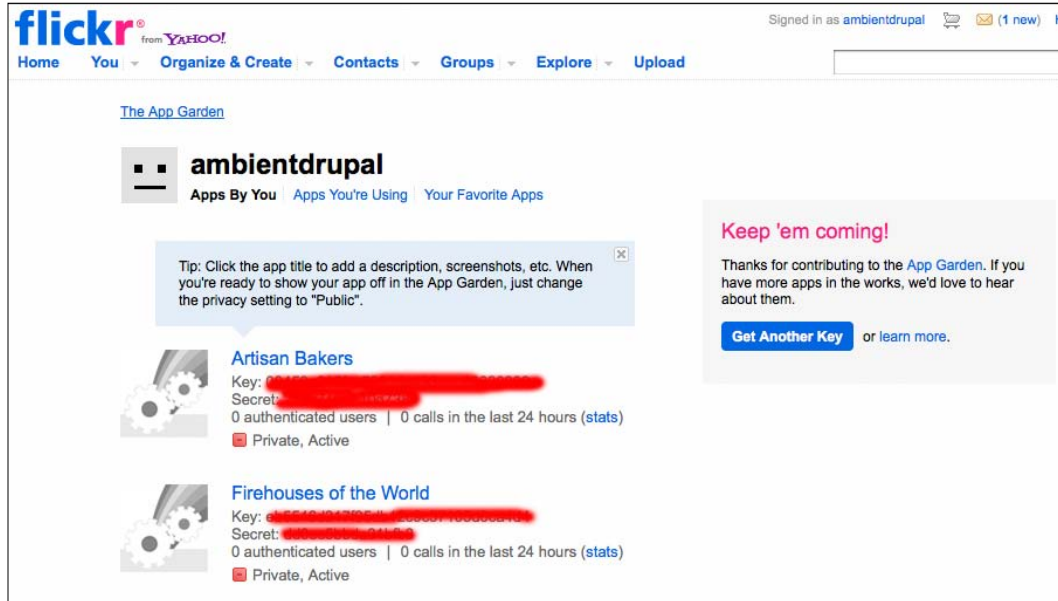 flickr® from YAHOO!
Signed in as ambientdrupal (1 new)
Home You Organize & Create Contacts Groups Explore Upload
The App Garden
ambientdrupal
Apps By You Apps You're Using Your Favorite Apps
Tip: Click the app title to add a description, screenshots, etc. When
you're ready to show your app off in the App Garden, just change
the privacy setting to "Public".
Keep 'em coming!
Thanks for contributing to the App Garden. If you
have more apps in the works, we'd love to hear
about them.
Get Another Key or learn more.
Artisan Bakers
Key:
Secret:
0 authenticated users | 0 calls in the last 24 hours (stats)
Private, Active
Firehouses of the World
Key:
Secret:
0 authenticated users | 0 calls in the last 24 hours (stats)
Private, Active